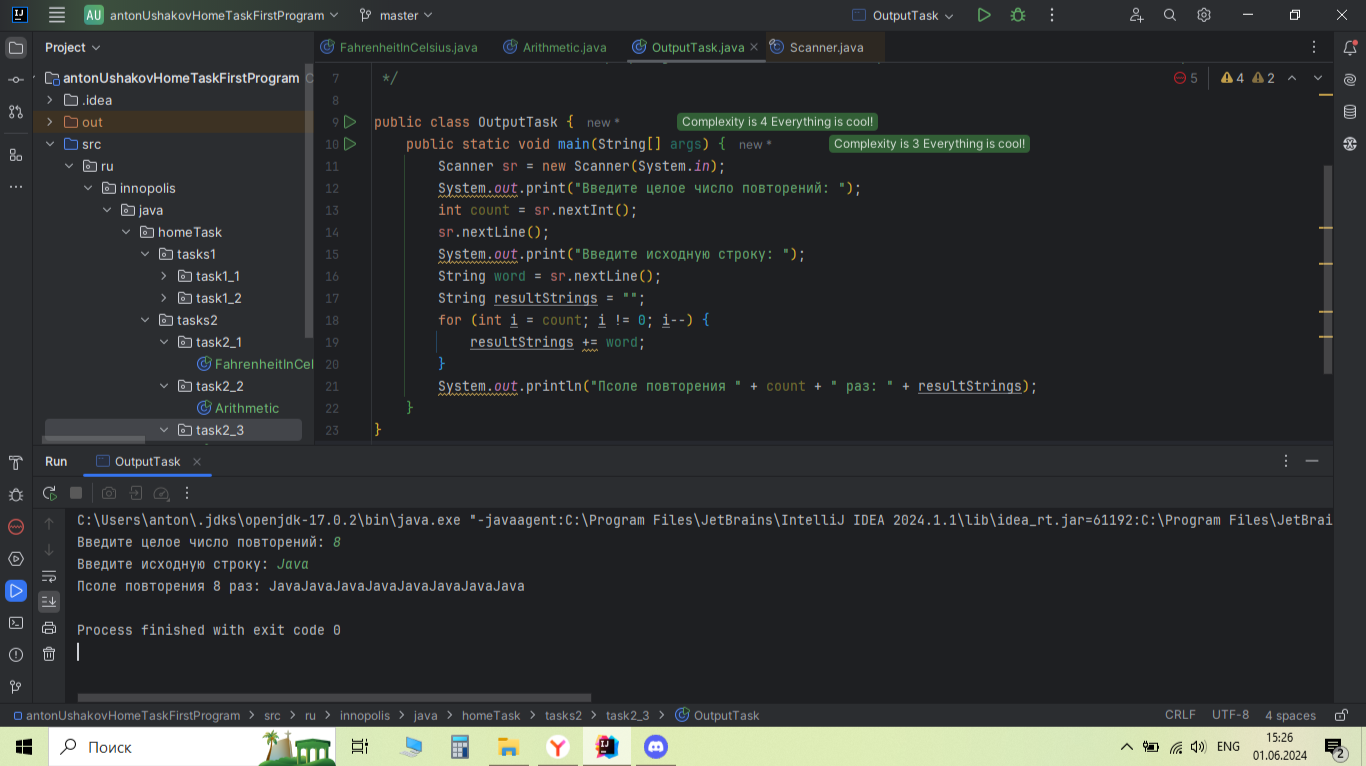 AU antonUshakovHomeTaskFirstProgram master OutputTask
Project
FahrenheitInCelsius.java Arithmetic.java OutputTask.java Scanner.java
antonUshakovHomeTaskFirstProgram
.idea
out
src
ru
innopolis
java
homeTask
tasks1
task1_1
task1_2
tasks2
task2_1
FahrenheitInCel
task2_2
Arithmetic
task2_3
5 4 2
7 */
8
9 public class OutputTask { new * Complexity is 4 Everything is cool!
10 public static void main(String[] args) { new * Complexity is 3 Everything is cool!
11 Scanner sr = new Scanner(System.in);
12 System.out.print("Введите целое число повторений: ");
13 int count = sr.nextInt();
14 sr.nextLine();
15 System.out.print("Введите исходную строку: ");
16 String word = sr.nextLine();
17 String resultStrings = "";
18 for (int i = count; i != 0; i--) {
19 resultStrings += word;
20 }
21 System.out.println("Псоле повторения " + count + " раз: " + resultStrings);
22 }
23 }
Run OutputTask
C:\Users\anton\.jdks\openjdk-17.0.2\bin\java.exe "-javaagent:C:\Program Files\JetBrains\IntelliJ IDEA 2024.1.1\lib\idea_rt.jar=61192:C:\Program Files\JetBrai
Введите целое число повторений: 8
Введите исходную строку: Java
Псоле повторения 8 раз: JavaJavaJavaJavaJavaJavaJavaJava
Process finished with exit code 0
antonUshakovHomeTaskFirstProgram > src > ru > innopolis > java > homeTask > tasks2 > task2_3 > OutputTask CRLF UTF-8 4 spaces
Поиск ENG 15:26
01.06.2024 2